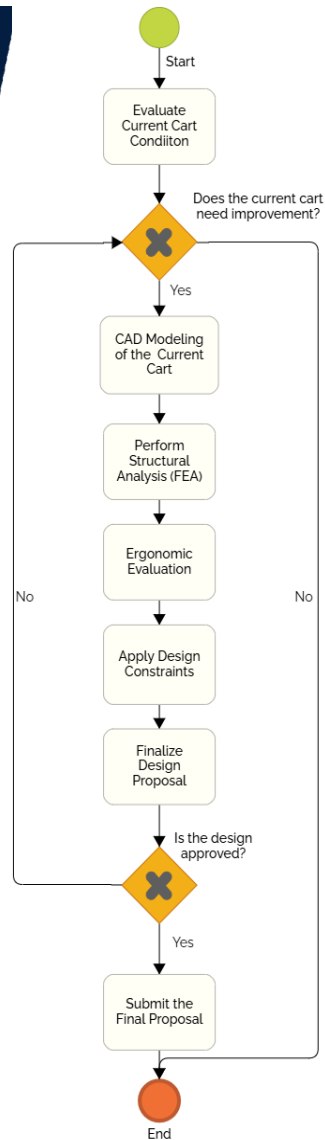 Start
Evaluate
Current Cart
Condiiton
Does the current cart
need improvement?
Yes
CAD Modeling
of the Current
Cart
Perform
Structural
Analysis (FEA)
Ergonomic
Evaluation
No
No
Apply Design
Constraints
Finalize
Design
Proposal
Is the design
approved?
Yes
Submit the
Final Proposal
End